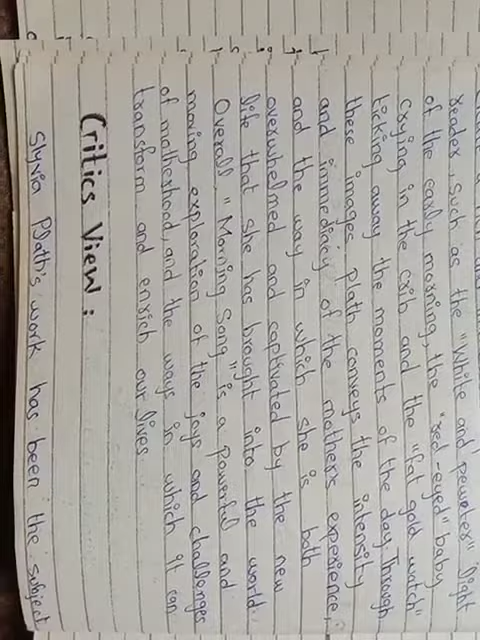 reader, such as the "White and pewter" light
of the early morning, the "red-eyed" baby
crying in the crib and the "fat gold watch"
ticking away the moments of the day. Through
these images plath conveys the intensity
and immediacy of the mother's experience,
and the way in which she is both
overwhelmed and captivated by the new
life that she has brought into the world.
Overall, "Morning Song" is a powerful and
moving exploration of the joys and challenges
of motherhood, and the ways in which it can
transform and enrich our lives
Critics View :
Slyvia Plath's work has been the subject